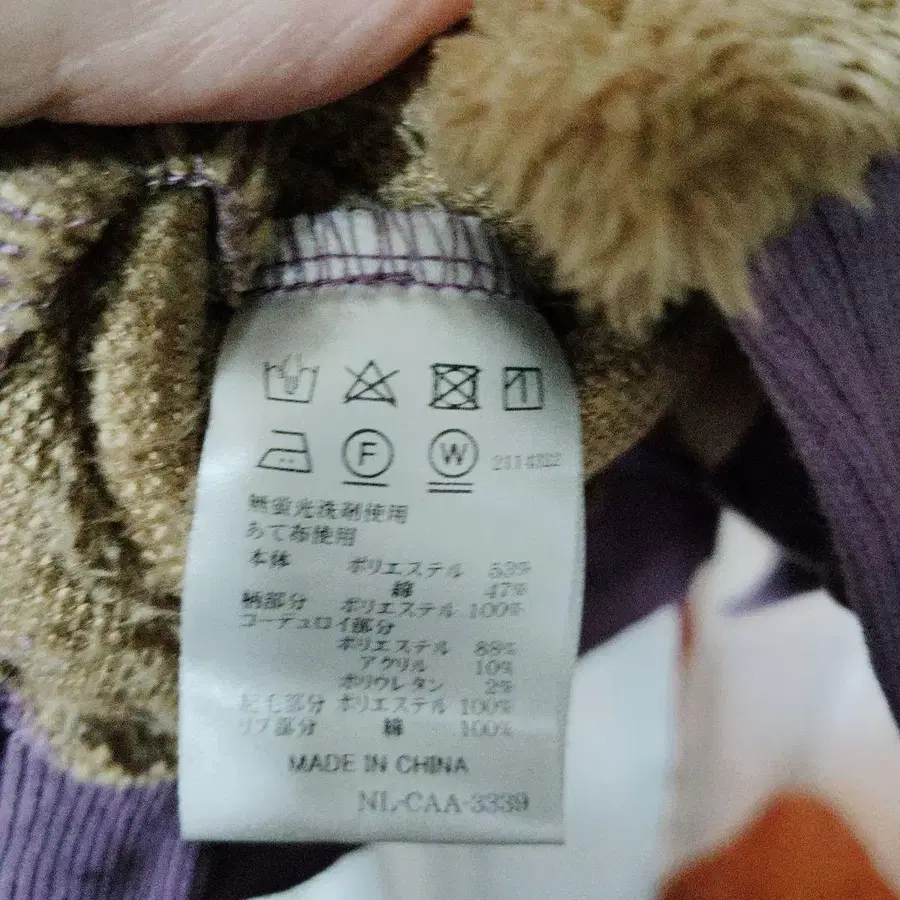 F W 2114322
無蛍光洗剤使用
あて布使用
本体 ポリエステル 53%
綿 47%
柄部分 ポリエステル 100%
コーデュロイ部分
ポリエステル 88%
アクリル 10%
ポリウレタン 2%
起毛部分 ポリエステル 100%
リブ部分 綿 100%
MADE IN CHINA
NL-CAA-3339